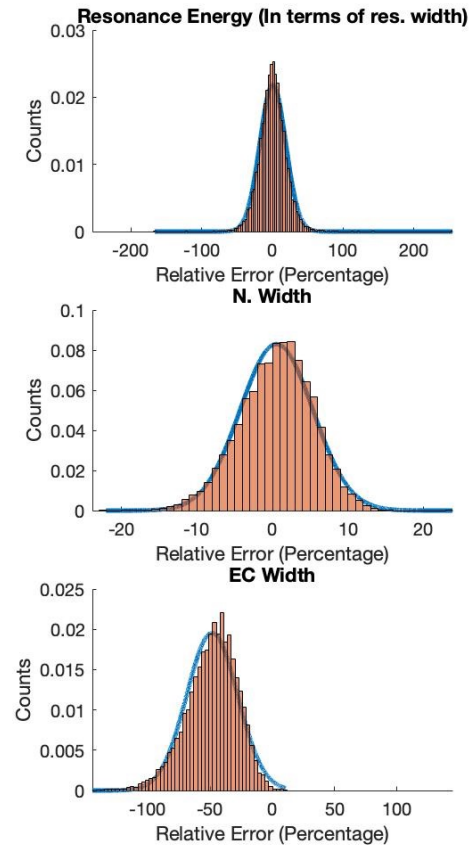 Resonance Energy (In terms of res. width)
0.03
0.02
0.01
0
Counts
-200 -100 0 100 200
Relative Error (Percentage)
N. Width
0.1
0.08
0.06
0.04
0.02
0
Counts
-20 -10 0 10 20
Relative Error (Percentage)
EC Width
0.025
0.02
0.015
0.01
0.005
0
Counts
-100 -50 0 50 100
Relative Error (Percentage)